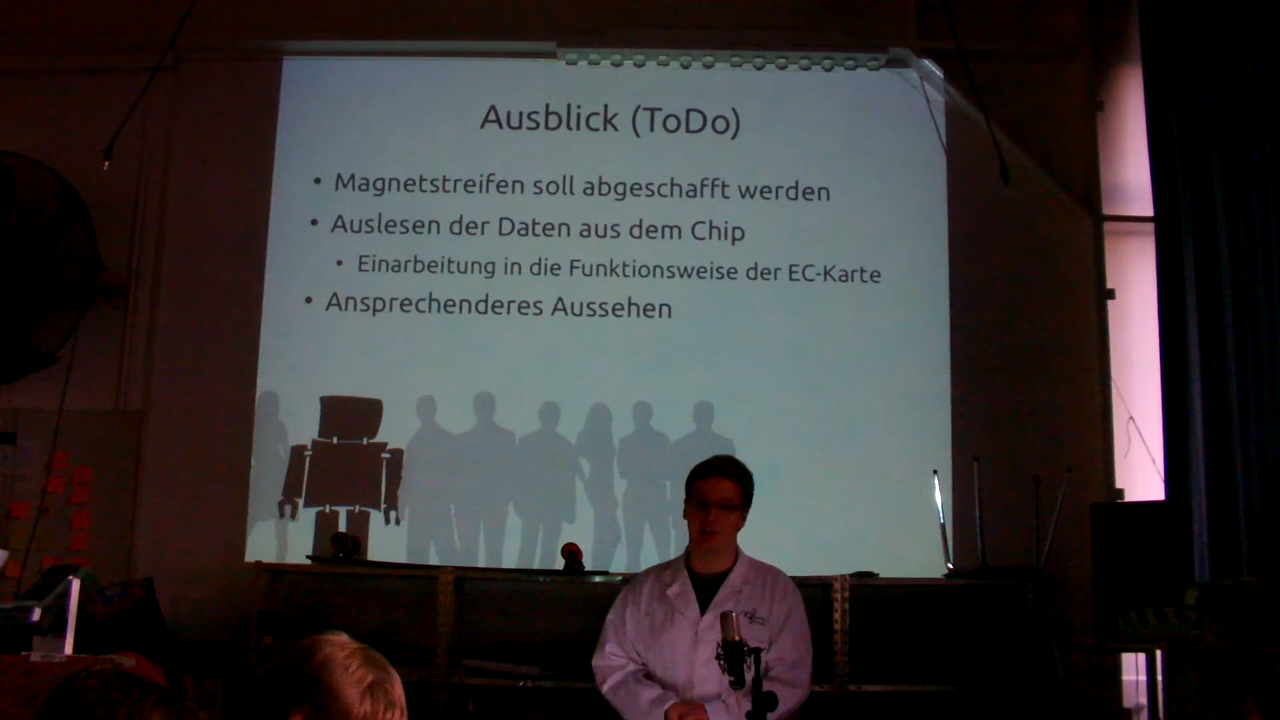 Ausblick (ToDo)
• Magnetstreifen soll abgeschafft werden
• Auslesen der Daten aus dem Chip
• Einarbeitung in die Funktionsweise der EC-Karte
• Ansprechenderes Aussehen